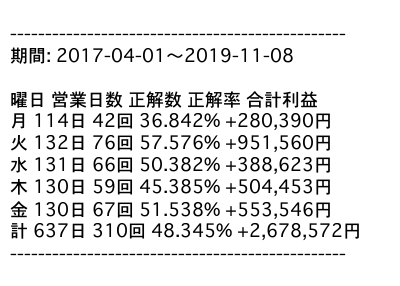 ------------------------------------------------
期間: 2017-04-01～2019-11-08
曜日 営業日数 正解数 正解率 合計利益
月 114日 42回 36.842% +280,390円
火 132日 76回 57.576% +951,560円
水 131日 66回 50.382% +388,623円
木 130日 59回 45.385% +504,453円
金 130日 67回 51.538% +553,546円
計 637日 310回 48.345% +2,678,572円
------------------------------------------------